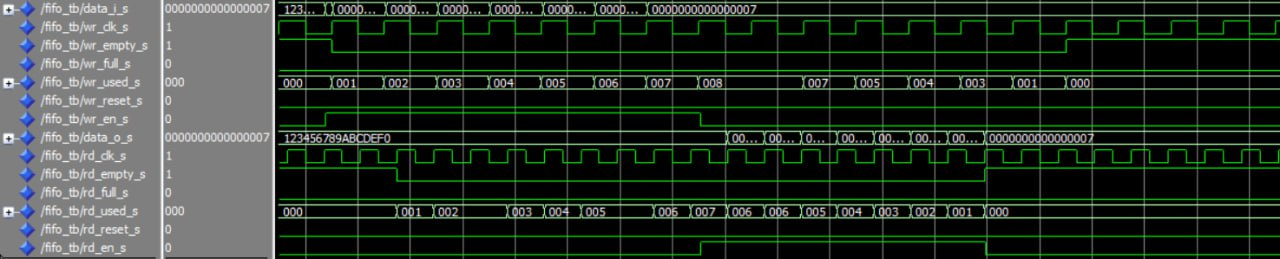 /fifo_tb/data_i_s 0000000000000007 123... 0000... 0000... 0000... 0000... 0000... 0000... 0000000000000007
/fifo_tb/wr_clk_s 1
/fifo_tb/wr_empty_s 1
/fifo_tb/wr_full_s 0
/fifo_tb/wr_used_s 000 000 001 002 003 004 005 006 007 008 007 005 004 003 001 000
/fifo_tb/wr_reset_s 0
/fifo_tb/wr_en_s 0
/fifo_tb/data_o_s 0000000000000007 123456789ABCDEF0 00... 00... 0... 00... 00... 00... 00... 0000000000000007
/fifo_tb/rd_clk_s 1
/fifo_tb/rd_empty_s 1
/fifo_tb/rd_full_s 0
/fifo_tb/rd_used_s 000 000 001 002 003 004 005 006 007 006 006 005 004 003 002 001 000
/fifo_tb/rd_reset_s 0
/fifo_tb/rd_en_s 0